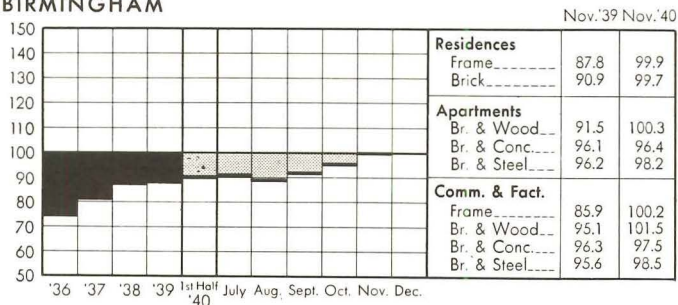 BIRMINGHAM
Nov.'39 Nov.'40
150
140
130
120
110
100
90
80
70
60
50
'36 '37 '38 '39 1st Half '40 July Aug. Sept. Oct. Nov. Dec.
Residences
Frame 87.8 99.9
Brick 90.9 99.7
Apartments
Br. & Wood 91.5 100.3
Br. & Conc. 96.1 96.4
Br. & Steel 96.2 98.2
Comm. & Fact.
Frame 85.9 100.2
Br. & Wood 95.1 101.5
Br. & Conc. 96.3 97.5
Br. & Steel 95.6 98.5